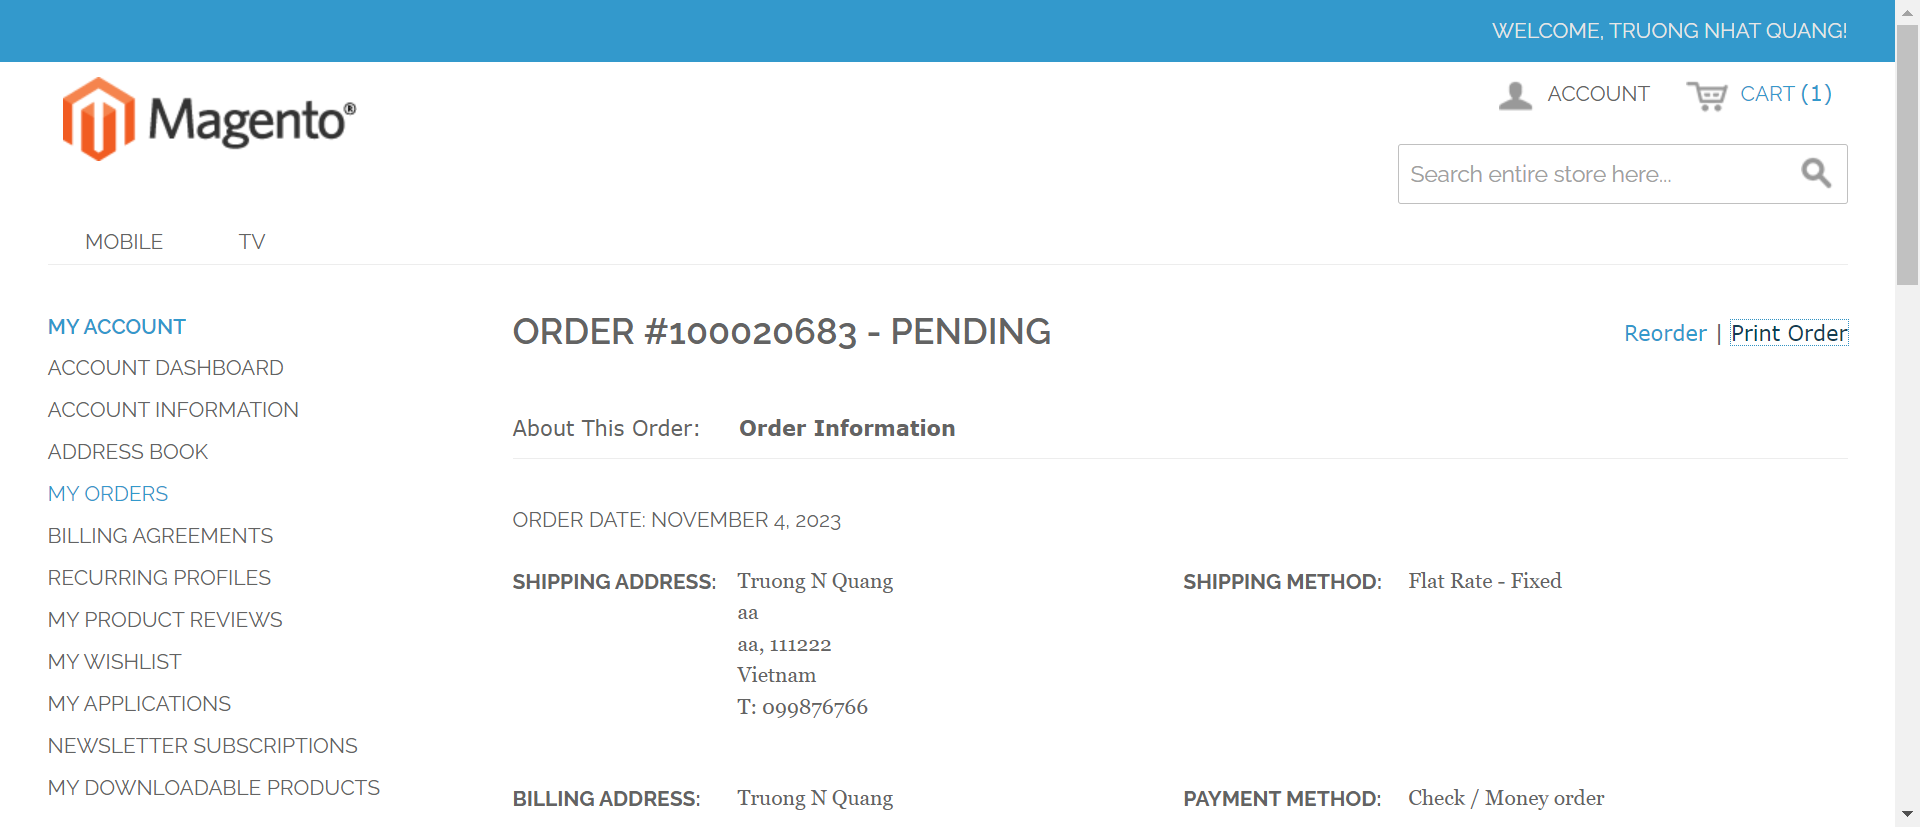 WELCOME, TRUONG NHAT QUANG!
Magento®
ACCOUNT
CART (1)
Search entire store here...
MOBILE
TV
MY ACCOUNT
ACCOUNT DASHBOARD
ACCOUNT INFORMATION
ADDRESS BOOK
MY ORDERS
BILLING AGREEMENTS
RECURRING PROFILES
MY PRODUCT REVIEWS
MY WISHLIST
MY APPLICATIONS
NEWSLETTER SUBSCRIPTIONS
MY DOWNLOADABLE PRODUCTS
ORDER #100020683 - PENDING
Reorder | Print Order
About This Order: Order Information
ORDER DATE: NOVEMBER 4, 2023
SHIPPING ADDRESS: Truong N Quang
aa
aa, 111222
Vietnam
T: 099876766
SHIPPING METHOD: Flat Rate - Fixed
BILLING ADDRESS: Truong N Quang
PAYMENT METHOD: Check / Money order